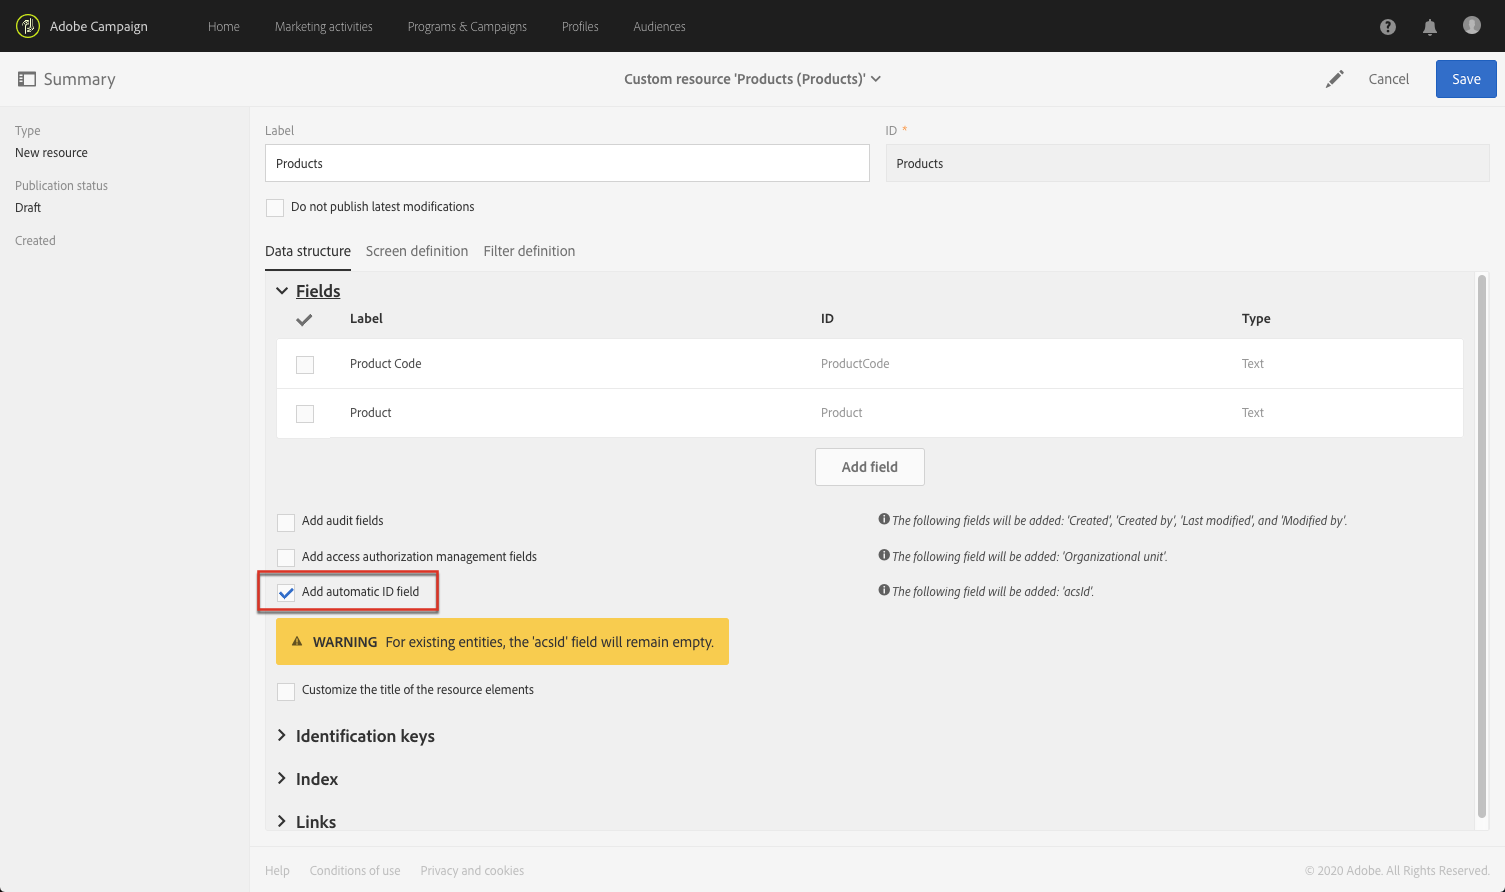 Adobe Campaign
Home Marketing activities Programs & Campaigns Profiles Audiences
Summary
Custom resource 'Products (Products)'
Cancel
Save
Type
New resource
Publication status
Draft
Created
Label
Products
ID *
Products
Do not publish latest modifications
Data structure Screen definition Filter definition
Fields
Label ID Type
Product Code ProductCode Text
Product Product Text
Add field
Add audit fields
The following fields will be added: 'Created', 'Created by', 'Last modified', and 'Modified by'.
Add access authorization management fields
The following field will be added: 'Organizational unit'.
Add automatic ID field
The following field will be added: 'acsId'.
WARNING For existing entities, the 'acsId' field will remain empty.
Customize the title of the resource elements
Identification keys
Index
Links
Help Conditions of use Privacy and cookies
© 2020 Adobe. All Rights Reserved.